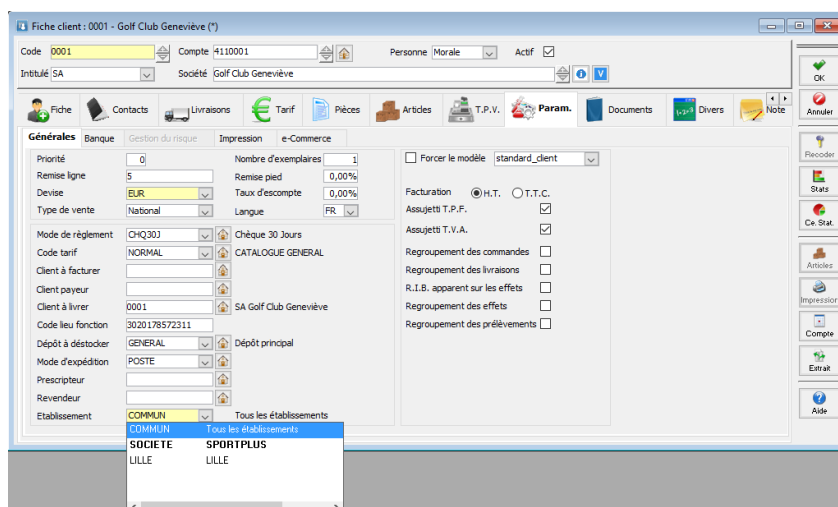 Fiche client : 0001 - Golf Club Geneviève (*)
Code 0001 Compte 4110001 Personne Morale Actif
Intitulé SA Société Golf Club Geneviève
Fiche Contacts Livraisons Tarif Pièces Articles T.P.V. Param. Documents Divers Note
Générales Banque Gestion du risque Impression e-Commerce
Priorité 0 Nombre d'exemplaires 1 Forcer le modèle standard_client
Remise ligne 5 Remise pied 0,00%
Devise EUR Taux d'escompte 0,00% Facturation H.T. T.T.C.
Type de vente National Langue FR Assujetti T.P.F.
Assujetti T.V.A.
Mode de règlement CHQ30J Chèque 30 Jours
Code tarif NORMAL CATALOGUE GENERAL Regroupement des commandes
Client à facturer Regroupement des livraisons
Client payeur R.I.B. apparent sur les effets
Client à livrer 0001 SA Golf Club Geneviève Regroupement des effets
Code lieu fonction 3020178572311 Regroupement des prélèvements
Dépôt à déstocker GENERAL Dépôt principal
Mode d'expédition POSTE
Prescripteur
Revendeur
Etablissement COMMUN Tous les établissements
COMMUN Tous les établissements
SOCIETE SPORTPLUS
LILLE LILLE
OK
Annuler
Recoder
Stats
Ce. Stat.
Articles
Impression
Compte
Extrait
Aide